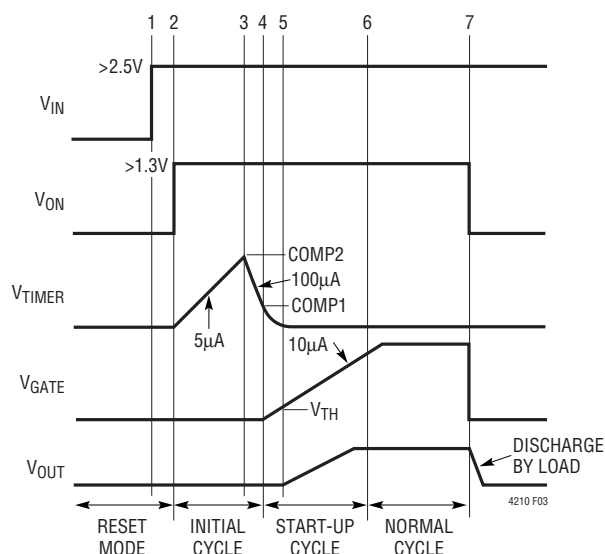 1 2 3 4 5 6 7
>2.5V
VIN
>1.3V
VON
COMP2
100µA
VTIMER
COMP1
5µA
10µA
VGATE
VTH
VOUT
DISCHARGE
BY LOAD
4210 F03
RESET
MODE
INITIAL
CYCLE
START-UP
CYCLE
NORMAL
CYCLE